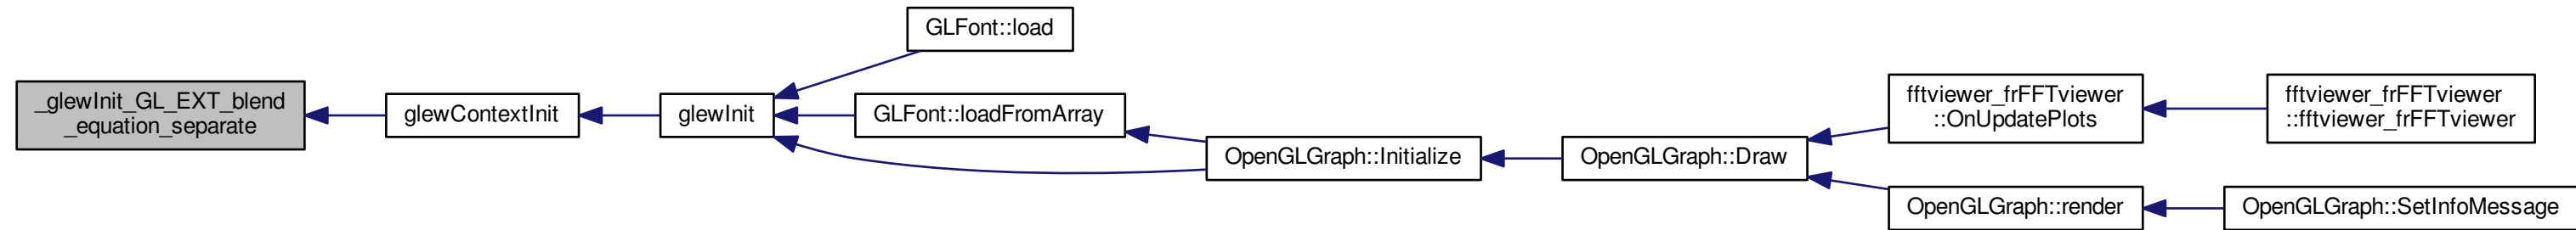 _glewInit_GL_EXT_blend
_equation_separate
glewContextInit
glewInit
GLFont::load
GLFont::loadFromArray
OpenGLGraph::Initialize
OpenGLGraph::Draw
fftviewer_frFFTviewer
::OnUpdatePlots
fftviewer_frFFTviewer
::fftviewer_frFFTviewer
OpenGLGraph::render
OpenGLGraph::SetInfoMessage